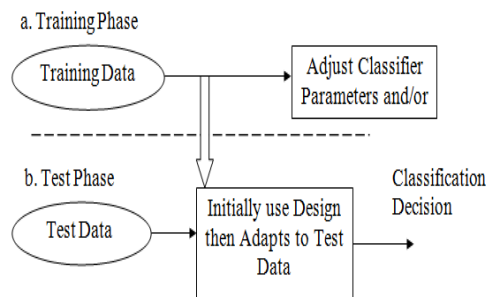 a. Training Phase
Training Data
Adjust Classifier
Parameters and/or
b. Test Phase
Test Data
Initially use Design
then Adapts to Test
Data
Classification
Decision